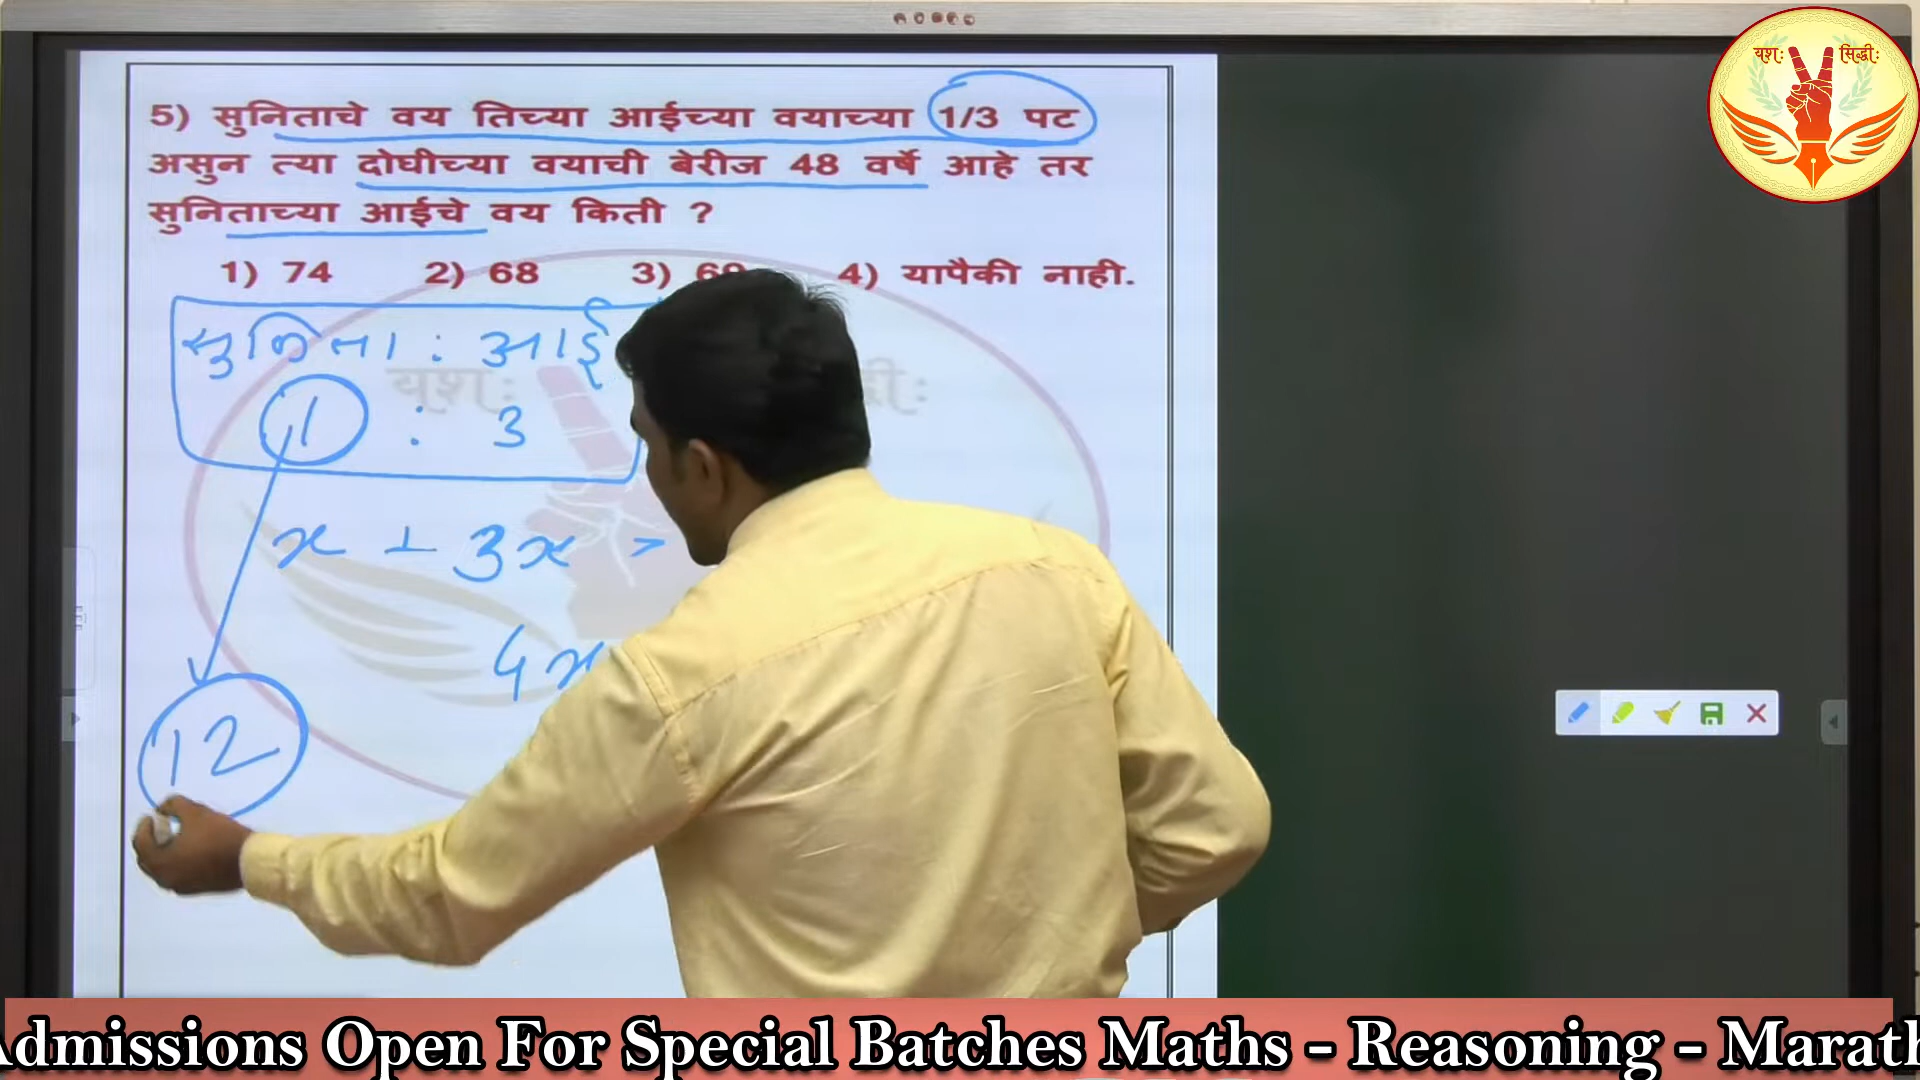 यशः सिद्धीः
5) सुनिताचे वय तिच्या आईच्या वयाच्या 1/3 पट
असुन त्या दोघीच्या वयाची बेरीज 48 वर्षे आहे तर
सुनिताच्या आईचे वय किती ?
1) 74 2) 68 3) 4) यापैकी नाही.
सुनिता : आई
यशः
1 : 3
x + 3x =
4x
12
Admissions Open For Special Batches Maths - Reasoning - Marath